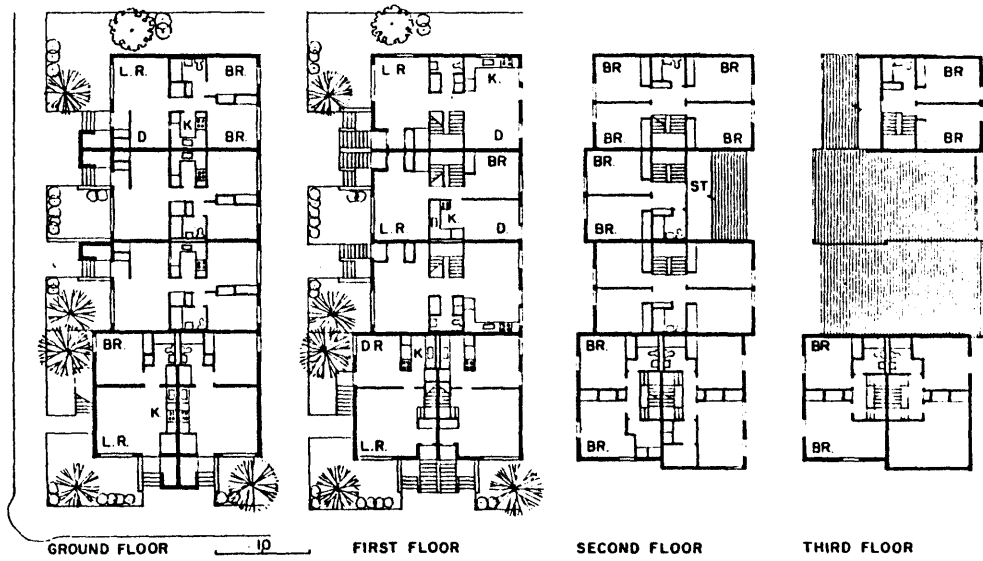 L.R. BR.
D K BR.
BR.
K
L.R.
GROUND FLOOR
10
L.R K.
D
BR
K
L.R. D.
DR K
L.R.
FIRST FLOOR
BR BR
BR. BR
BR. ST
BR.
BR.
BR.
SECOND FLOOR
BR
BR
BR
BR.
THIRD FLOOR